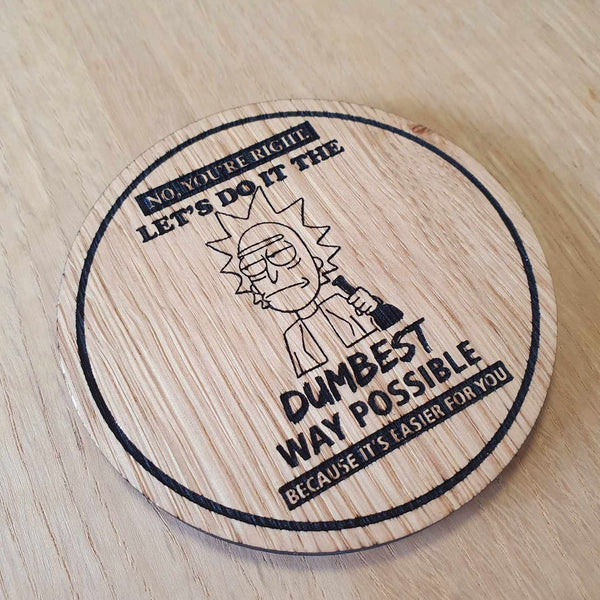 NO, YOU'RE RIGHT.
LET'S DO IT THE
DUMBEST
WAY POSSIBLE
BECAUSE IT'S EASIER FOR YOU